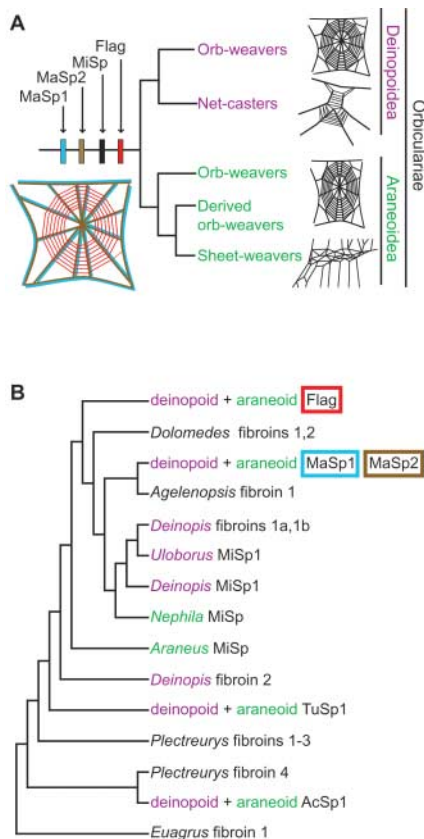 A
Flag
MiSp
MaSp2
MaSp1
Orb-weavers
Net-casters
Orb-weavers
Derived
orb-weavers
Sheet-weavers
Deinopoidea
Araneoidea
Orbiculariae
B
deinopoid + araneoid Flag
Dolomedes fibroins 1,2
deinopoid + araneoid MaSp1 MaSp2
Agelenopsis fibroin 1
Deinopis fibroins 1a,1b
Uloborus MiSp1
Deinopis MiSp1
Nephila MiSp
Araneus MiSp
Deinopis fibroin 2
deinopoid + araneoid TuSp1
Plectreurys fibroins 1-3
Plectreurys fibroin 4
deinopoid + araneoid AcSp1
Euagrus fibroin 1